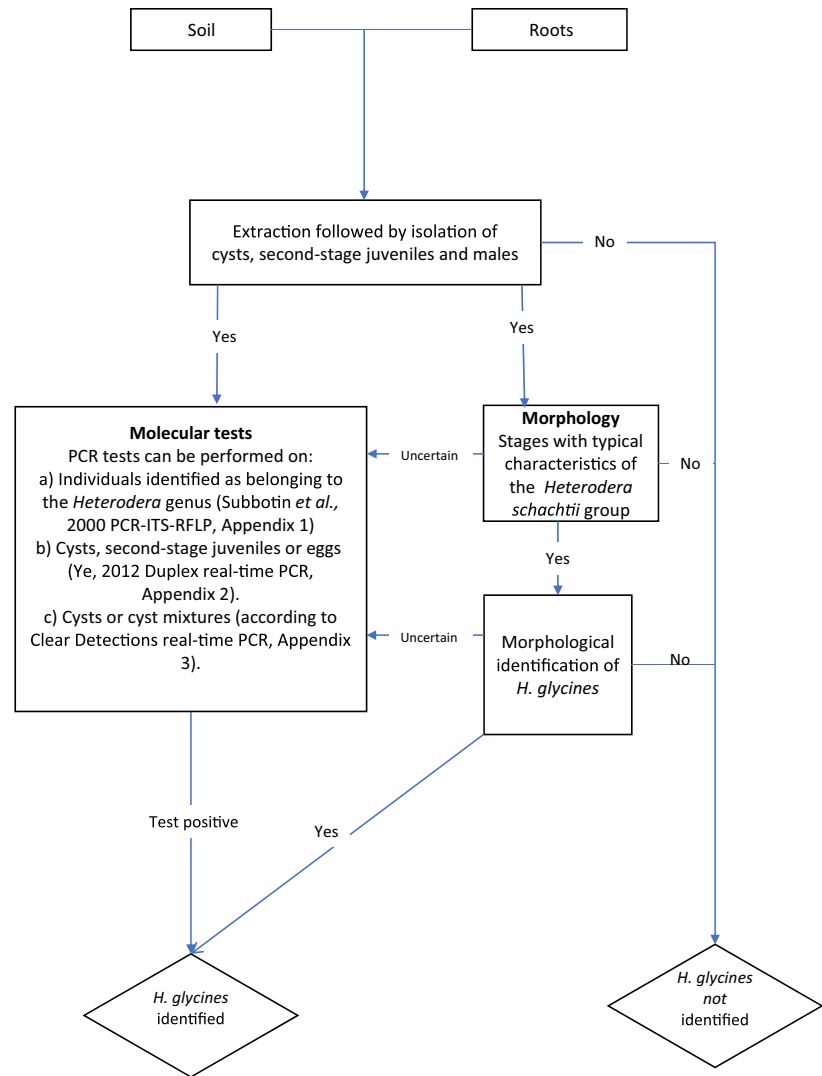 Soil
Roots
Extraction followed by isolation of
cysts, second-stage juveniles and males
No
Yes
Yes
Molecular tests
PCR tests can be performed on:
a) Individuals identified as belonging to
the Heterodera genus (Subbotin et al.,
2000 PCR-ITS-RFLP, Appendix 1)
b) Cysts, second-stage juveniles or eggs
(Ye, 2012 Duplex real-time PCR,
Appendix 2).
c) Cysts or cyst mixtures (according to
Clear Detections real-time PCR, Appendix
3).
Uncertain
Morphology
Stages with typical
characteristics of
the Heterodera
schachtii group
No
Yes
Uncertain
Morphological
identification of
H. glycines
No
Test positive
Yes
H. glycines
identified
H. glycines
not
identified